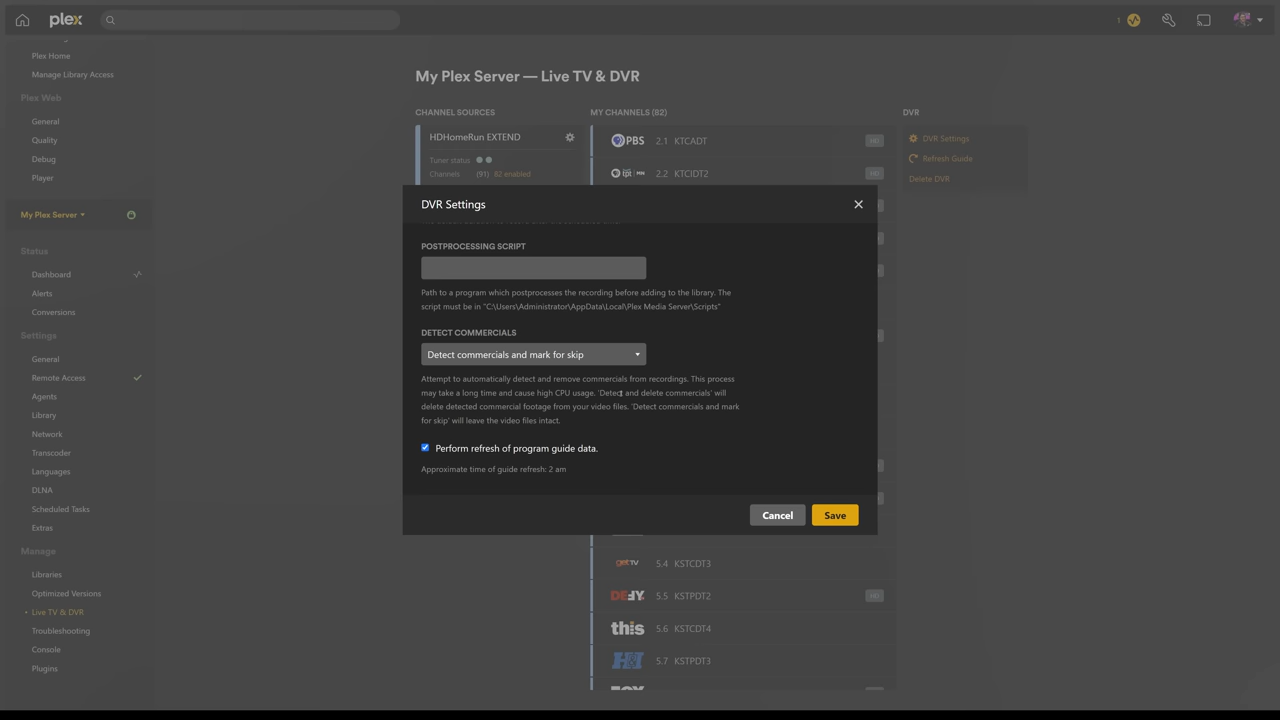 plex
1
Plex Home
Manage Library Access
Plex Web
General
Quality
Debug
Player
My Plex Server
Status
Dashboard
Alerts
Conversions
Settings
General
Remote Access
Agents
Library
Network
Transcoder
Languages
DLNA
Scheduled Tasks
Extras
Manage
Libraries
Optimized Versions
Live TV & DVR
Troubleshooting
Console
Plugins
My Plex Server — Live TV & DVR
CHANNEL SOURCES
HDHomeRun EXTEND
Tuner status
Channels (91) 82 enabled
MY CHANNELS (82)
PBS 2.1 KTCADT HD
tpt PBS 2.2 KTCIDT2 HD
DVR
DVR Settings
Refresh Guide
Delete DVR
DVR Settings
POSTPROCESSING SCRIPT
Path to a program which postprocesses the recording before adding to the library. The
script must be in "C:\Users\Administrator\AppData\Local\Plex Media Server\Scripts"
DETECT COMMERCIALS
Detect commercials and mark for skip
Attempt to automatically detect and remove commercials from recordings. This process
may take a long time and cause high CPU usage. 'Detect and delete commercials' will
delete detected commercial footage from your video files. 'Detect commercials and mark
for skip' will leave the video files intact.
Perform refresh of program guide data.
Approximate time of guide refresh: 2 am
Cancel
Save
getTV 5.4 KSTCDT3
DEFY. 5.5 KSTPDT2 HD
this 5.6 KSTCDT4
H&I 5.7 KSTPDT3